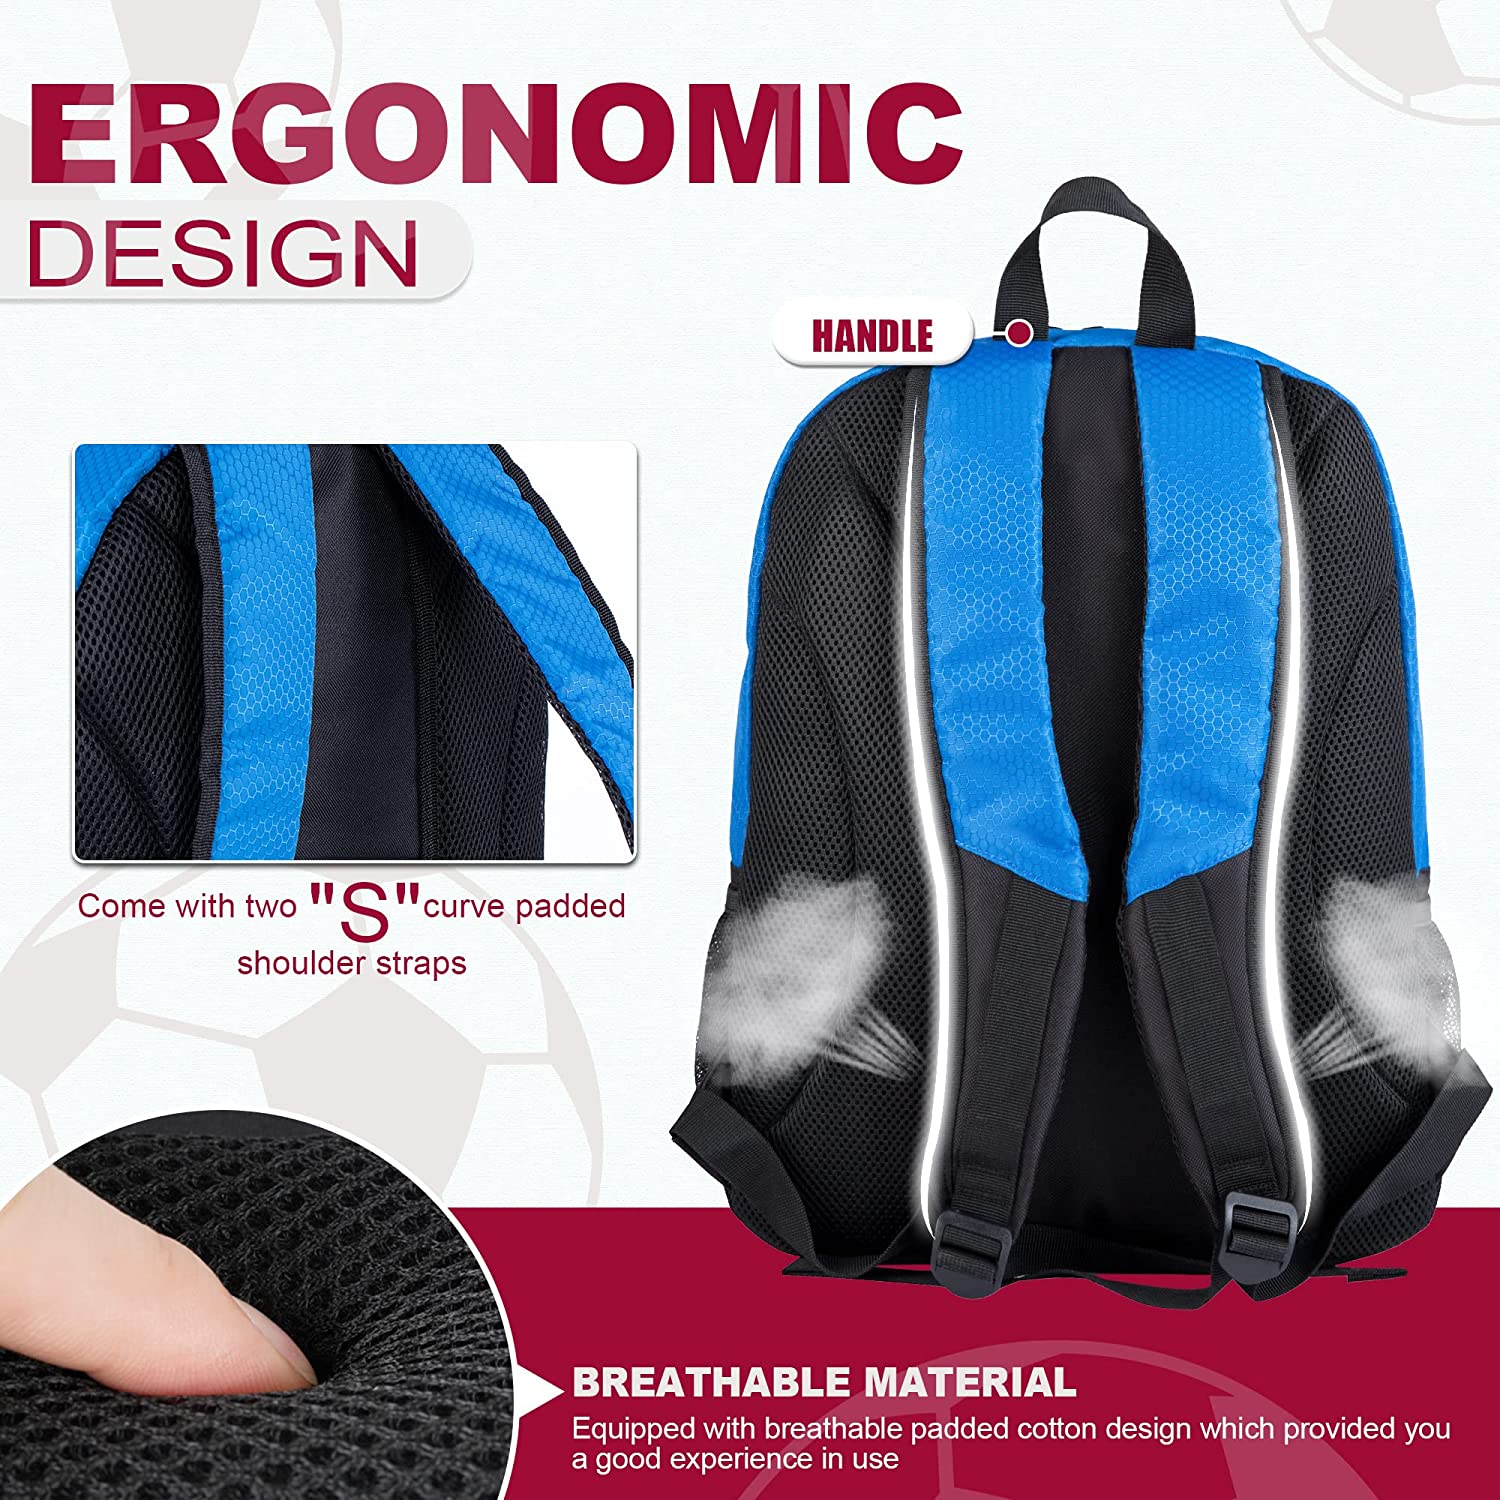 ERGONOMIC
DESIGN
HANDLE
Come with two "S" curve padded
shoulder straps
BREATHABLE MATERIAL
Equipped with breathable padded cotton design which provided you
a good experience in use